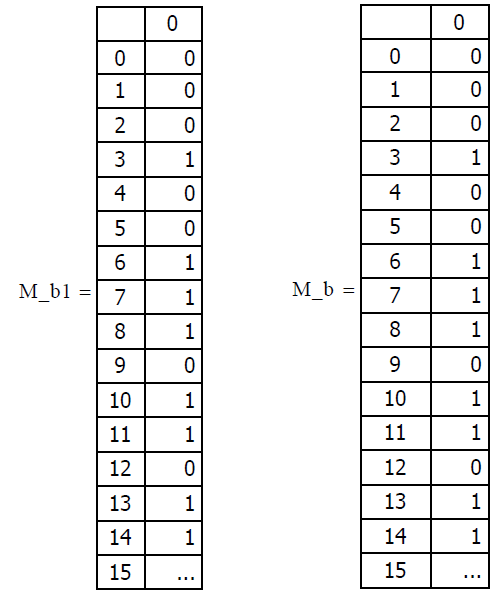 0 0
0 0 0 0
1 0 1 0
2 0 2 0
3 1 3 1
4 0 4 0
5 0 5 0
6 1 6 1
M_b1 = 7 1 M_b = 7 1
8 1 8 1
9 0 9 0
10 1 10 1
11 1 11 1
12 0 12 0
13 1 13 1
14 1 14 1
15 ... 15 ...